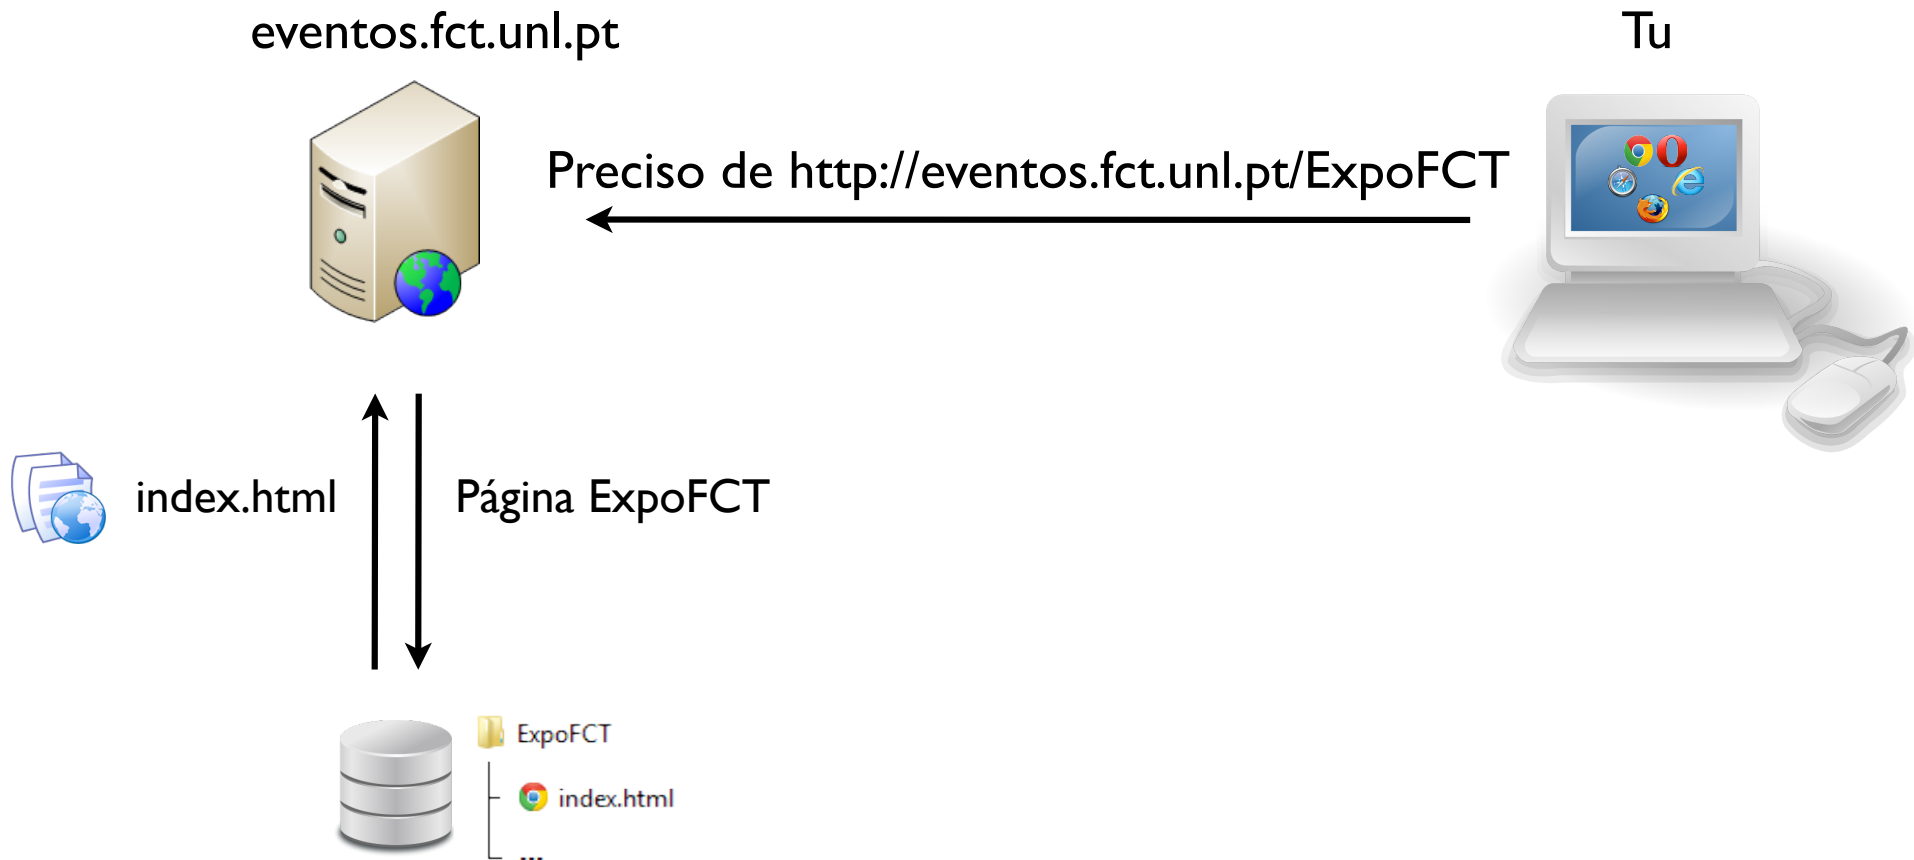 eventos.fct.unl.pt
Tu
Preciso de http://eventos.fct.unl.pt/ExpoFCT
index.html
Página ExpoFCT
ExpoFCT
index.html
...